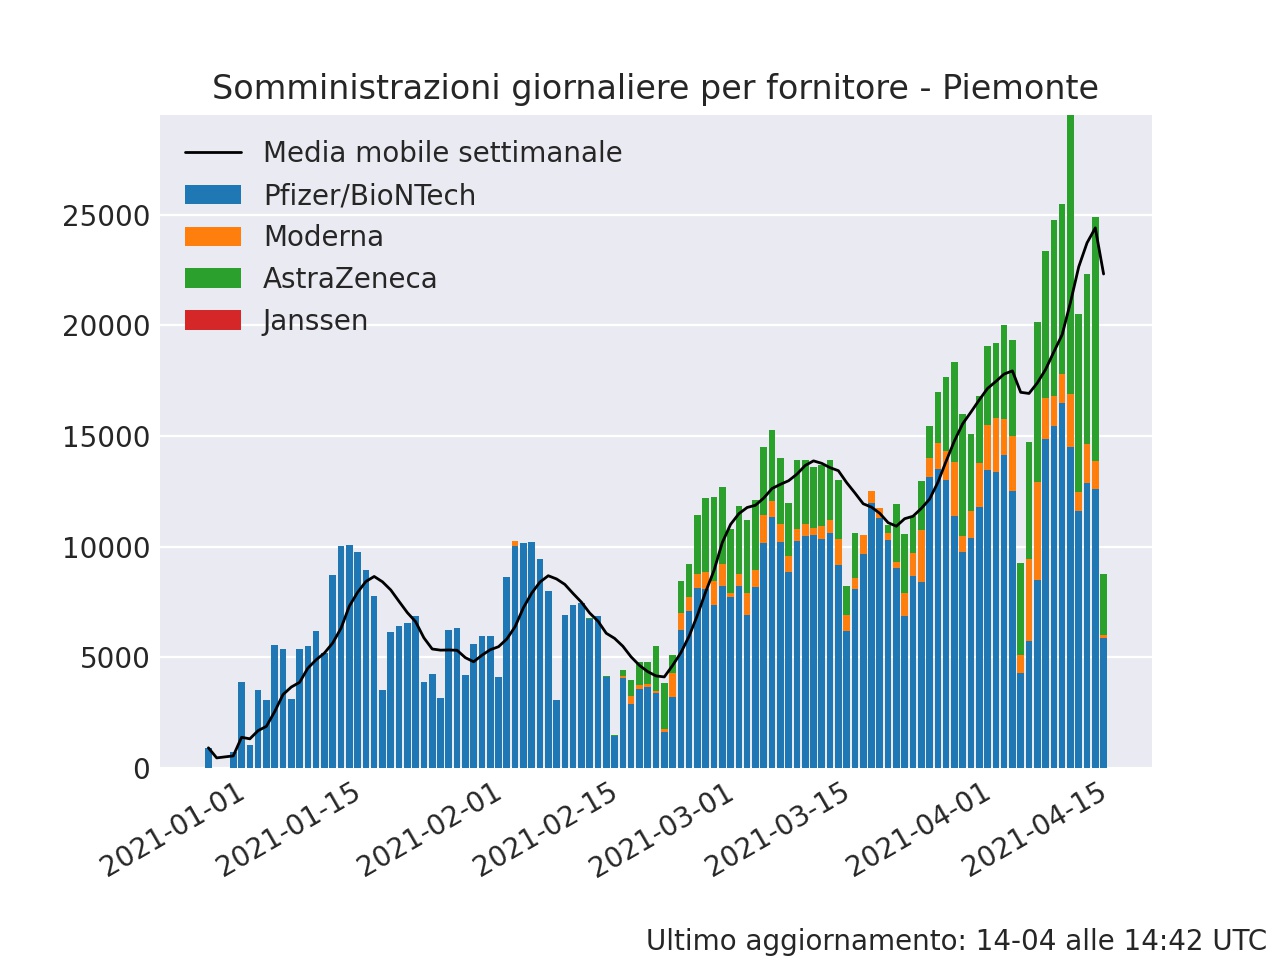 Somministrazioni giornaliere per fornitore - Piemonte
Media mobile settimanale
Pfizer/BioNTech
Moderna
AstraZeneca
Janssen
25000
20000
15000
10000
5000
0
2021-01-01
2021-01-15
2021-02-01
2021-02-15
2021-03-01
2021-03-15
2021-04-01
2021-04-15
Ultimo aggiornamento: 14-04 alle 14:42 UTC